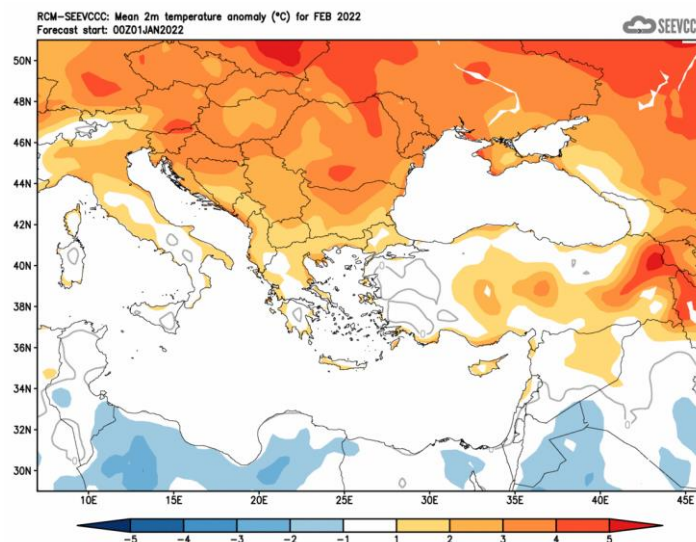 RCM-SEEVCCC: Mean 2m temperature anomaly (°C) for FEB 2022
Forecast start: 00Z01JAN2022
SEEVCCC
50N
48N
46N
44N
42N
40N
38N
36N
34N
32N
30N
10E 15E 20E 25E 30E 35E 40E 45E
-5 -4 -3 -2 -1 1 2 3 4 5